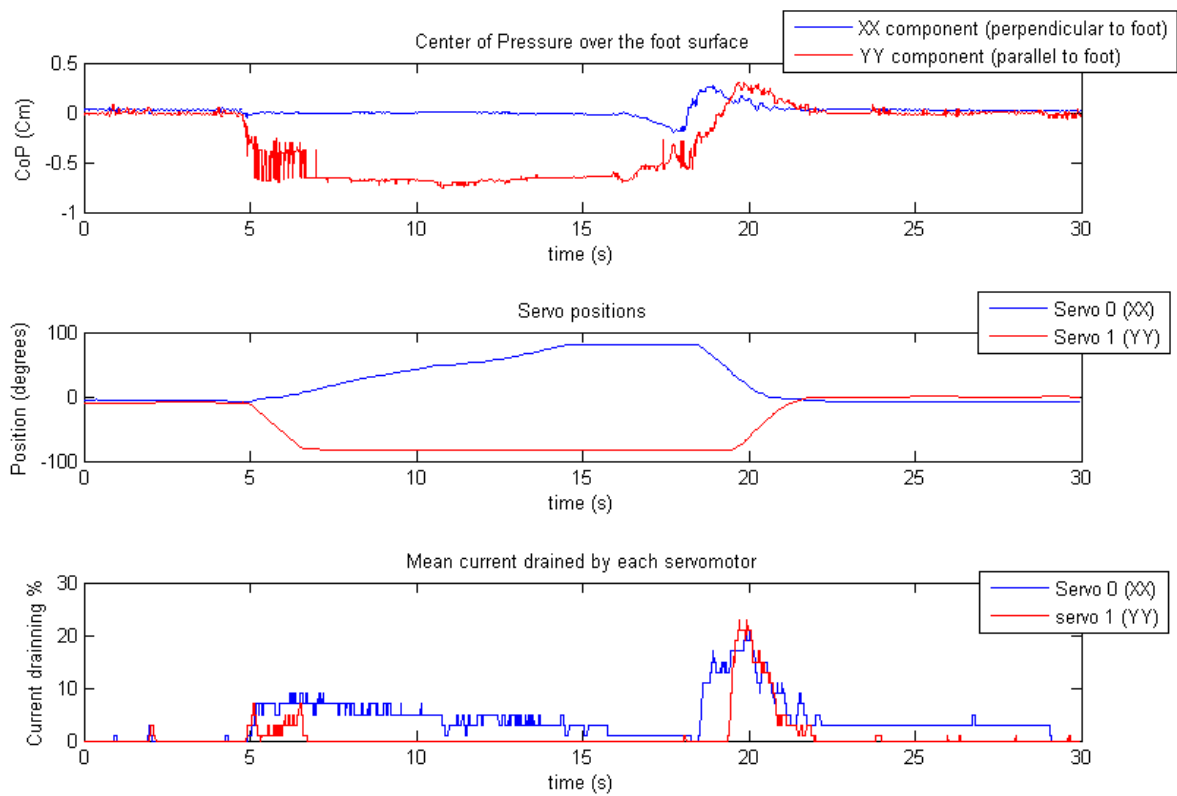 XX component (perpendicular to foot)
YY component (parallel to foot)
Center of Pressure over the foot surface
CoP (Cm)
0.5
0
-0.5
-1
0 5 10 15 20 25 30
time (s)
Servo positions
Servo 0 (XX)
Servo 1 (YY)
Position (degrees)
100
0
-100
0 5 10 15 20 25 30
time (s)
Mean current drained by each servomotor
Servo 0 (XX)
servo 1 (YY)
Current drainning %
30
20
10
0
0 5 10 15 20 25 30
time (s)